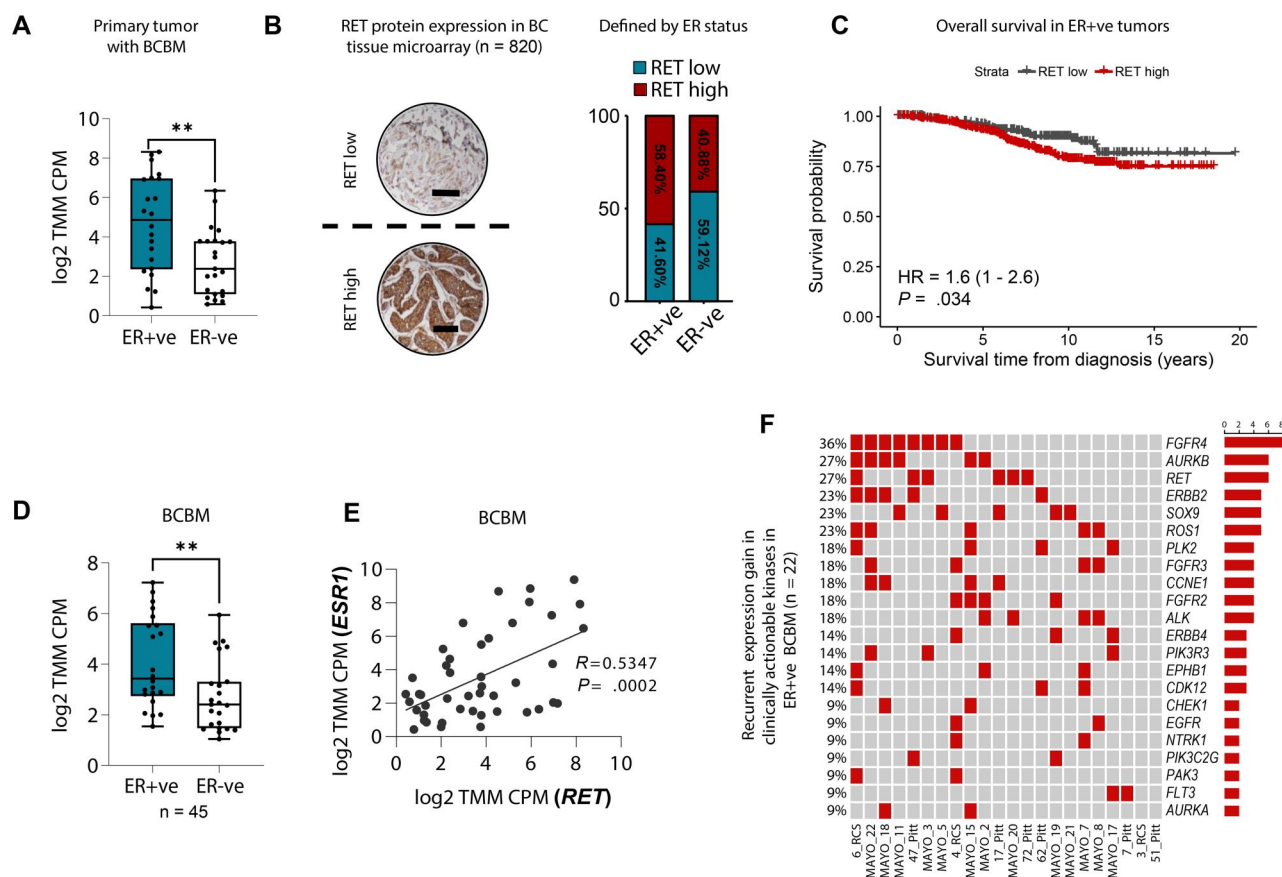 A
Primary tumor
with BCBM
log2 TMM CPM
10
8
6
4
2
0
**
ER+ve
ER-ve
B
RET protein expression in BC
tissue microarray (n = 820)
RET low
RET high
Defined by ER status
RET low
RET high
100
50
0
58.40%
41.60%
40.88%
59.12%
ER+ve
ER-ve
C
Overall survival in ER+ve tumors
Strata
RET low
RET high
Survival probability
1.00
0.75
0.50
0.25
0.00
HR = 1.6 (1 - 2.6)
P = .034
0
5
10
15
20
Survival time from diagnosis (years)
D
BCBM
log2 TMM CPM
8
6
4
2
0
**
ER+ve
ER-ve
n = 45
E
BCBM
log2 TMM CPM (ESR1)
10
8
6
4
2
0
R=0.5347
P = .0002
0
2
4
6
8
10
log2 TMM CPM (RET)
F
Recurrent expression gain in
clinically actionable kinases in
ER+ve BCBM (n = 22)
0 2 4 6 8
36% FGFR4
27% AURKB
27% RET
23% ERBB2
23% SOX9
23% ROS1
18% PLK2
18% FGFR3
18% CCNE1
18% FGFR2
18% ALK
14% ERBB4
14% PIK3R3
14% EPHB1
14% CDK12
9% CHEK1
9% EGFR
9% NTRK1
9% PIK3C2G
9% PAK3
9% FLT3
9% AURKA
6_RCS
MAYO_22
MAYO_18
MAYO_11
47_Pitt
MAYO_3
MAYO_5
4_RCS
MAYO_15
MAYO_2
17_Pitt
MAYO_20
72_Pitt
62_Pitt
MAYO_19
MAYO_21
MAYO_7
MAYO_8
MAYO_17
7_Pitt
3_RCS
51_Pitt